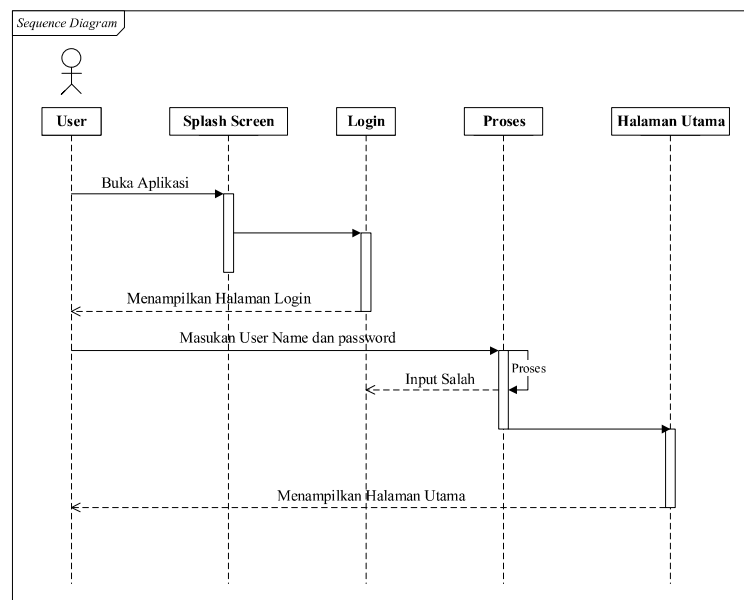 Sequence Diagram
User
Splash Screen
Login
Proses
Halaman Utama
Buka Aplikasi
Menampilkan Halaman Login
Masukan User Name dan password
Proses
Input Salah
Menampilkan Halaman Utama